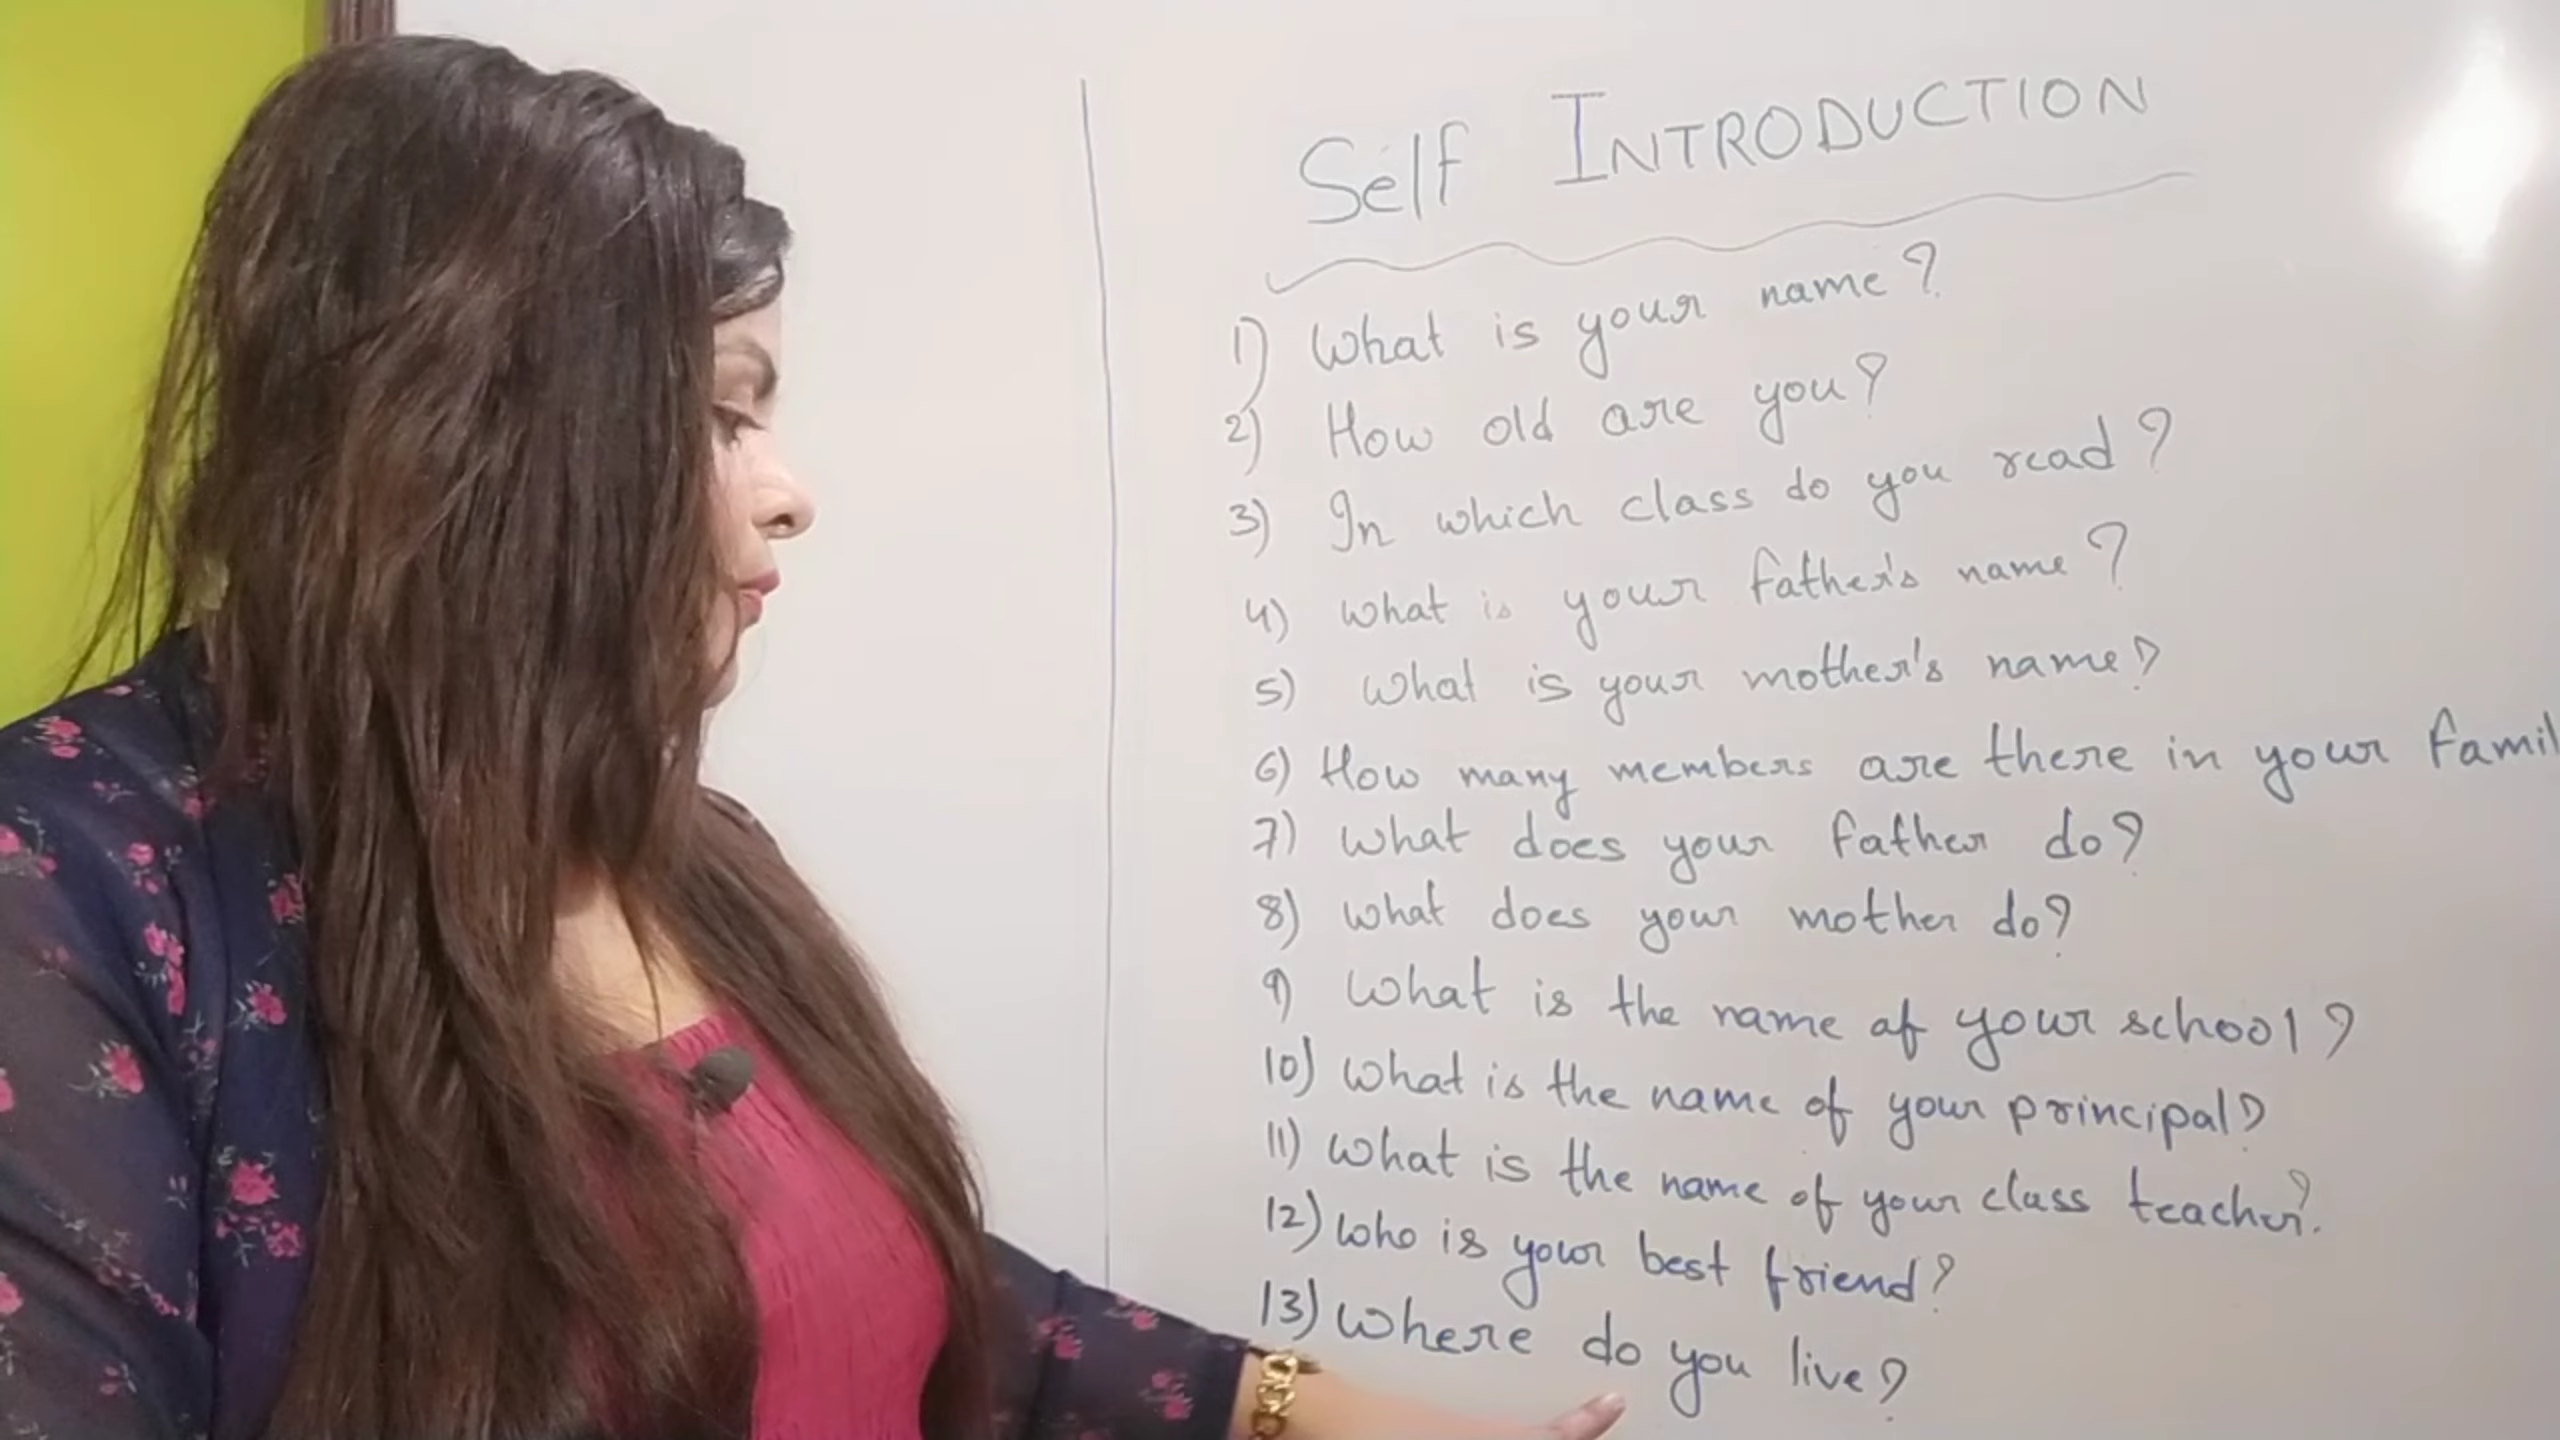 Self INTRODUCTION
1) What is your name?
2) How old are you?
3) In which class do you read?
4) What is your father's name?
5) What is your mother's name?
6) How many members are there in your famil
7) What does your father do?
8) What does your mother do?
9) What is the name of your school?
10) What is the name of your principal?
11) What is the name of your class teacher?
12) Who is your best friend?
13) Where do you live?